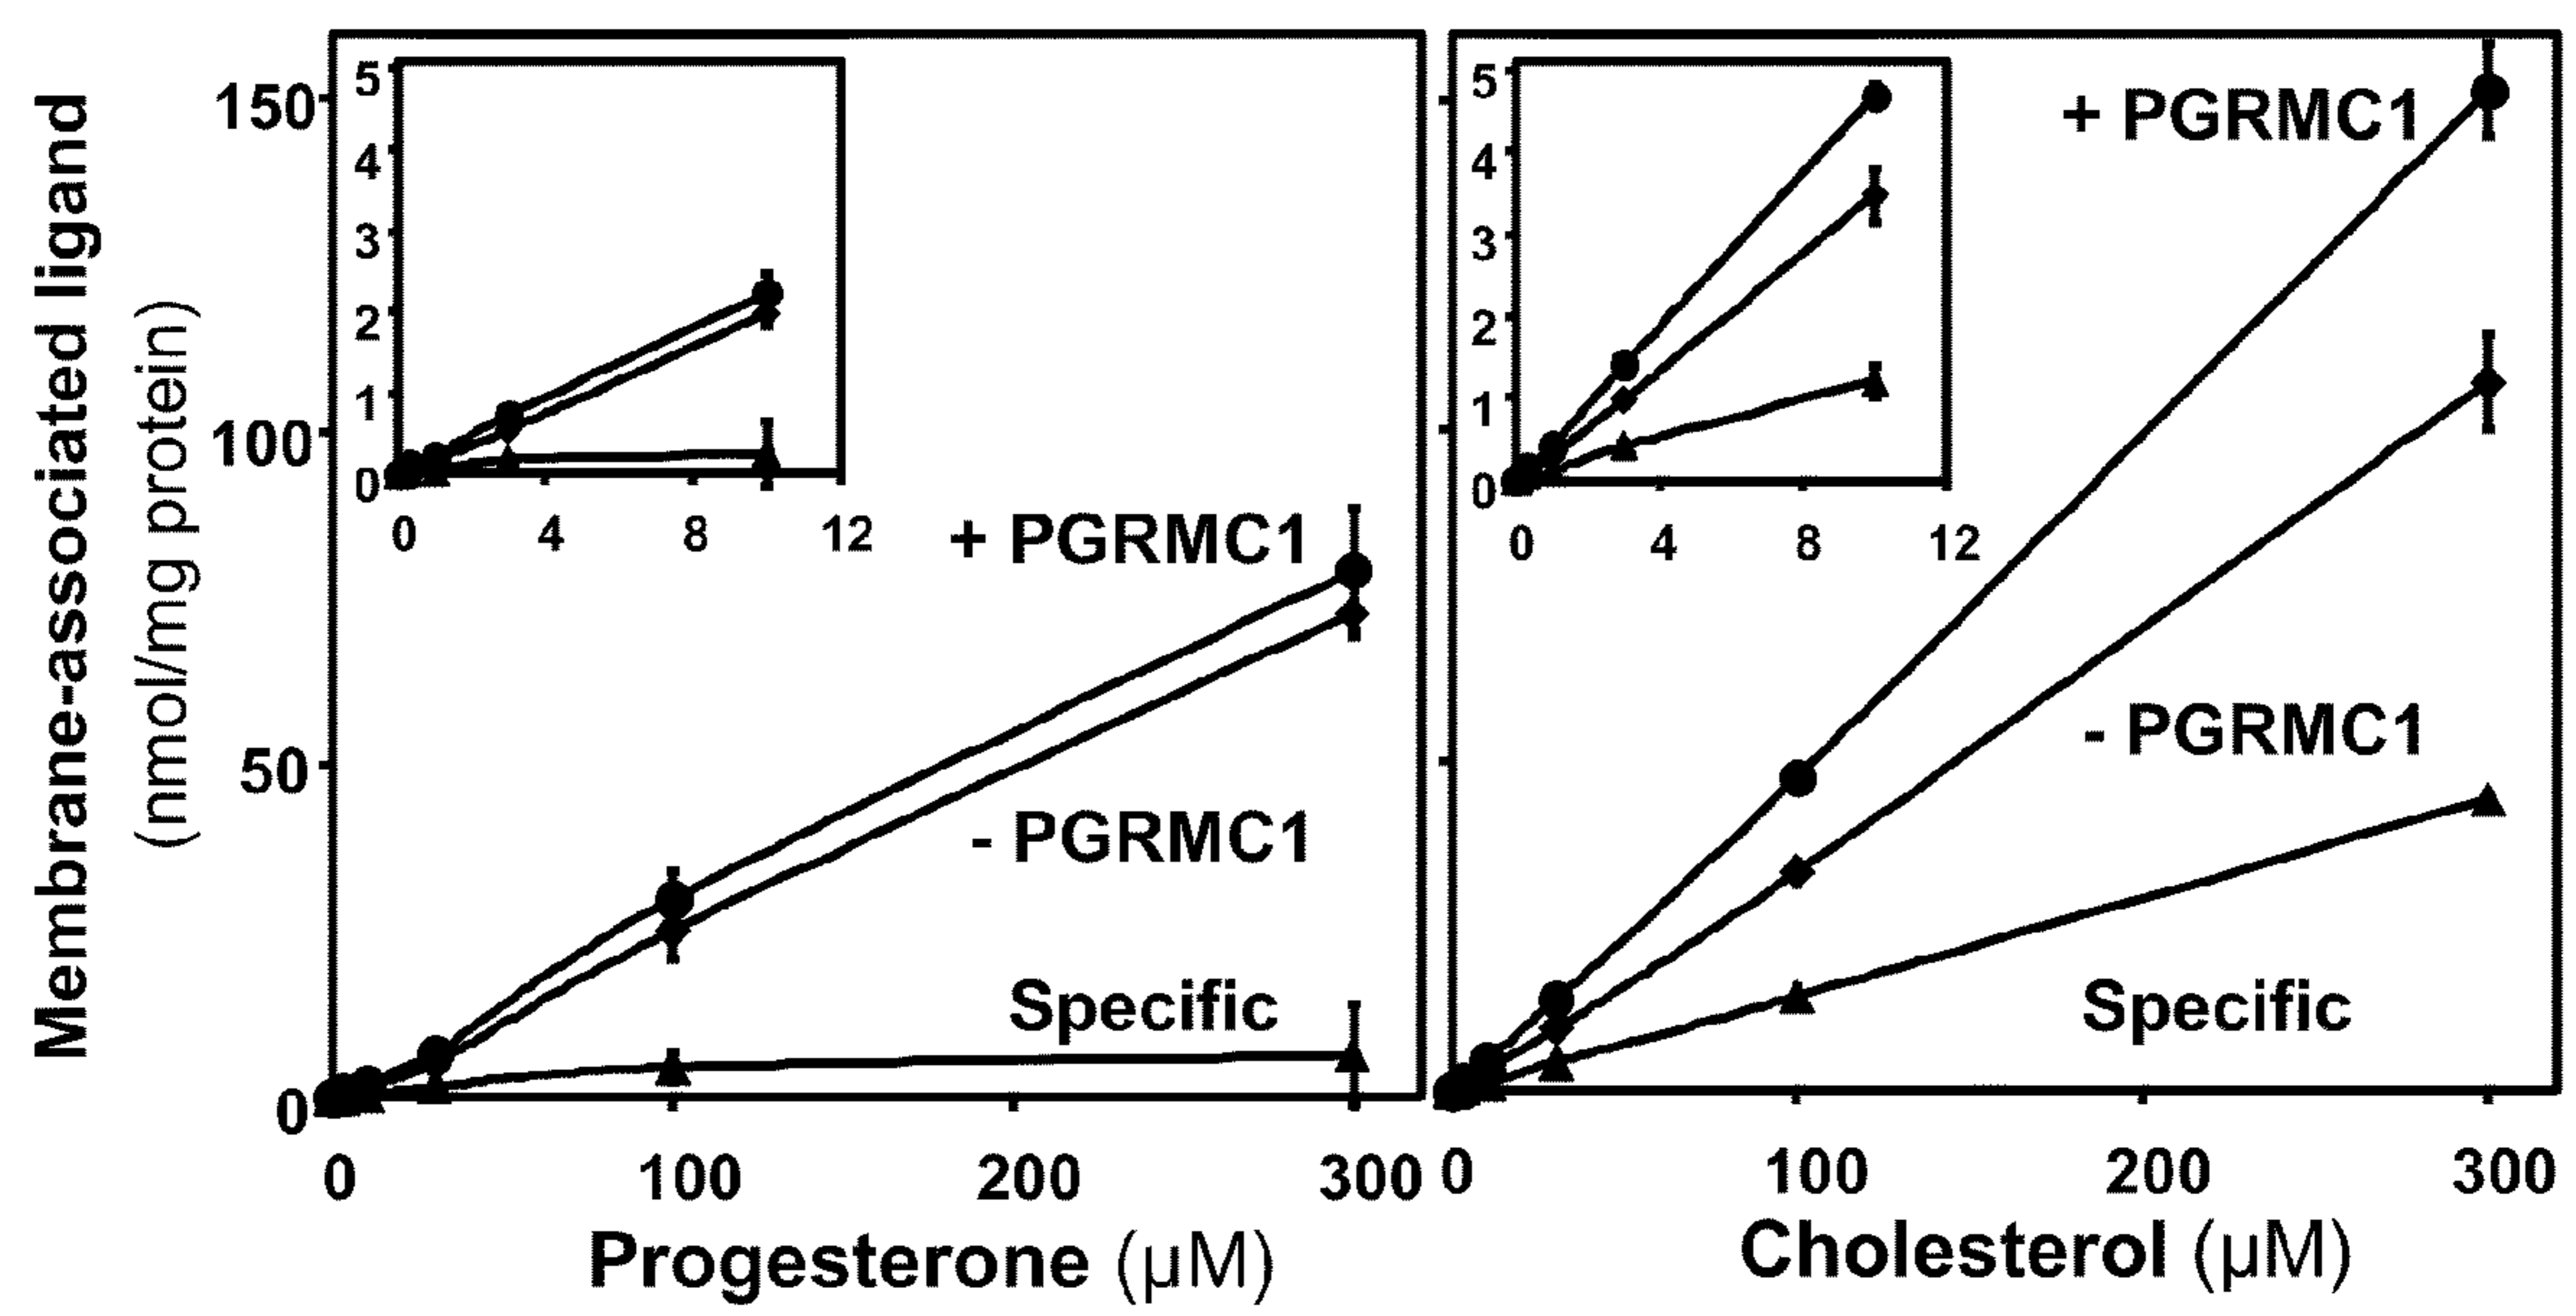 Membrane-associated ligand
(nmol/mg protein)
150
100
50
0
5
4
3
2
1
0
0 4 8 12
+ PGRMC1
- PGRMC1
Specific
0 100 200 300
Progesterone (µM)
5
4
3
2
1
0
0 4 8 12
+ PGRMC1
- PGRMC1
Specific
0 100 200 300
Cholesterol (µM)